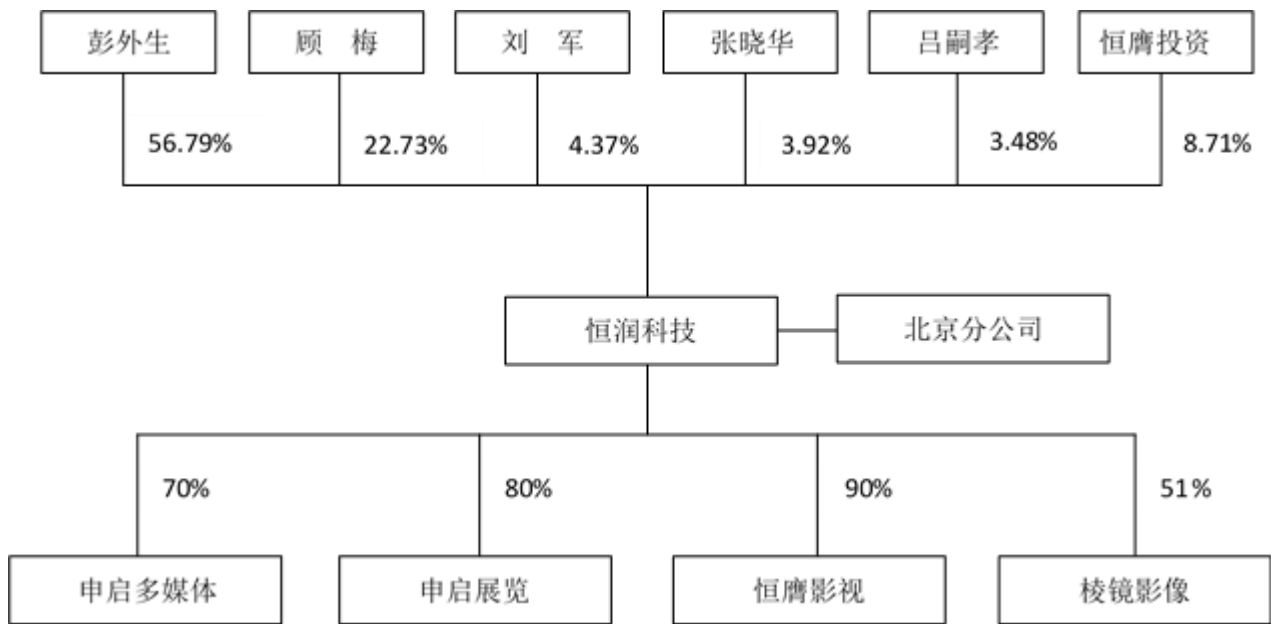 彭外生 顾 梅 刘 军 张晓华 吕嗣孝 恒膺投资
56.79% 22.73% 4.37% 3.92% 3.48% 8.71%
恒润科技 北京分公司
70% 80% 90% 51%
申启多媒体 申启展览 恒膺影视 棱镜影像